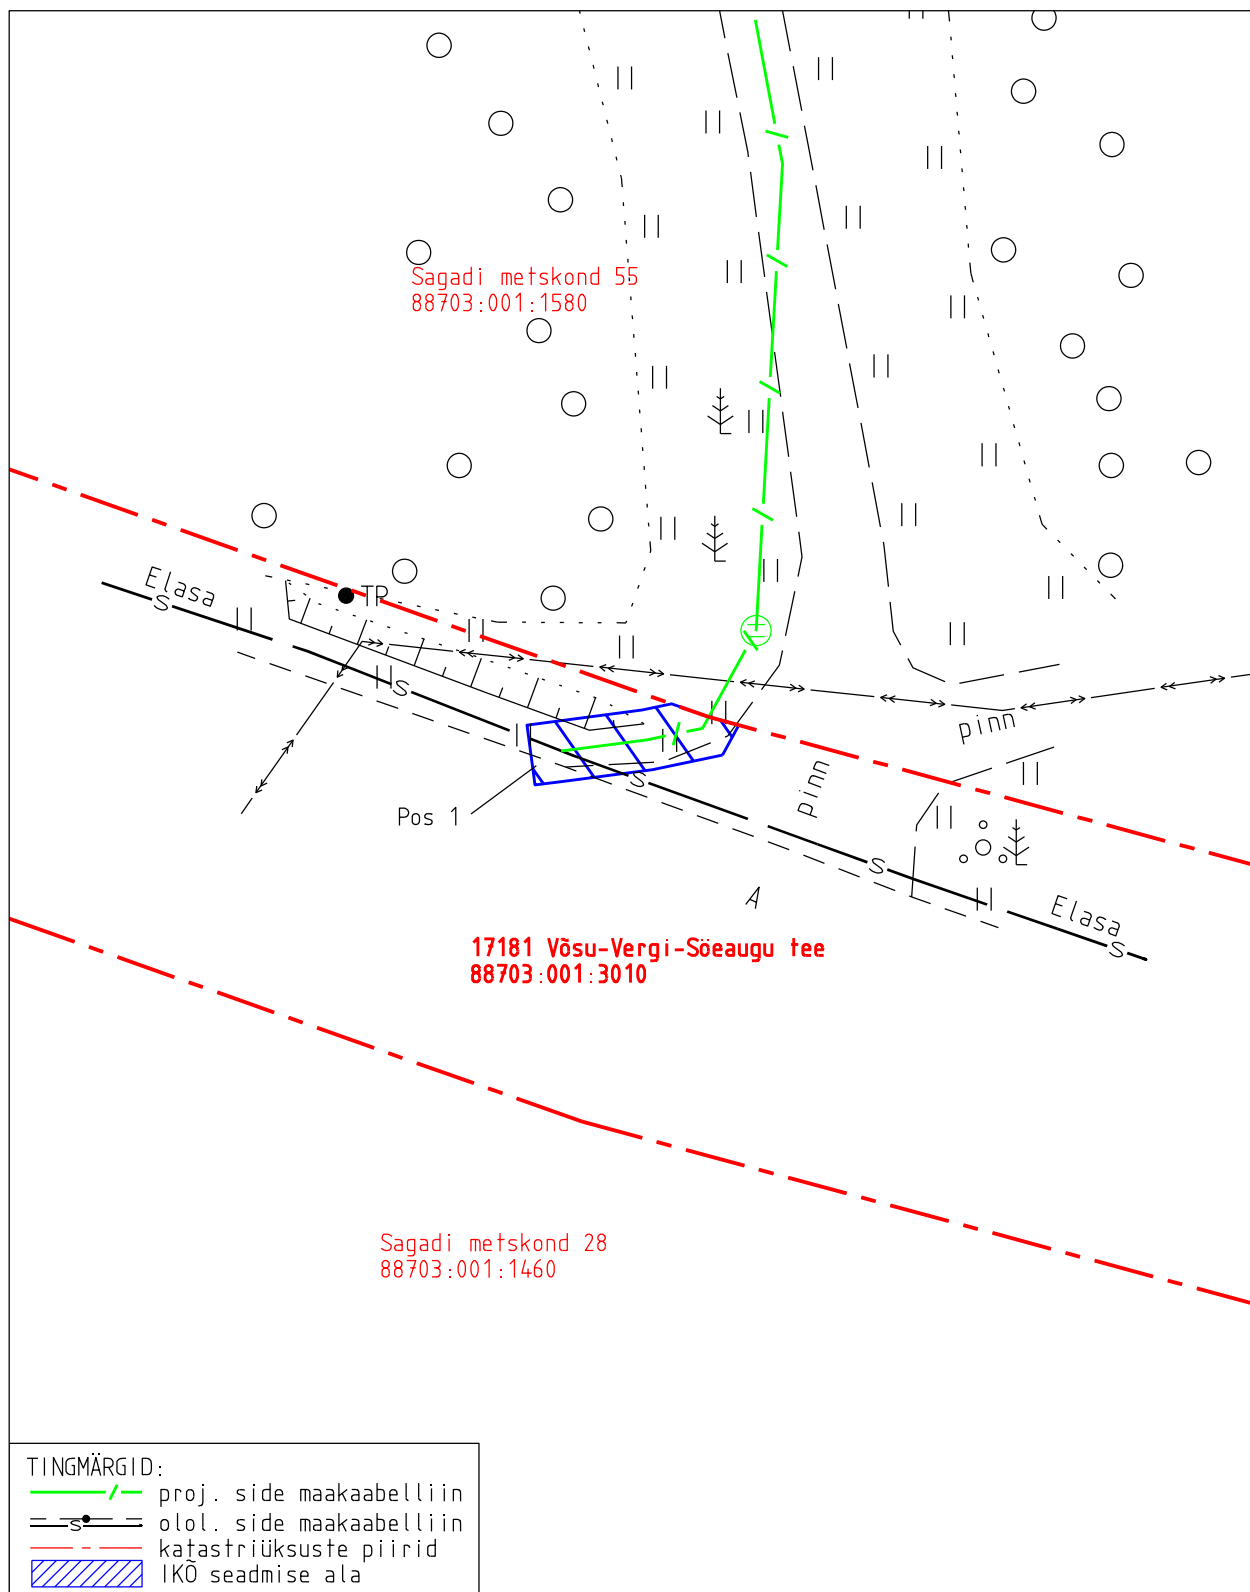 Sagadi metskond 55
88703:001:1580
Elasa
S
TP
S
pinn
pinn
Pos 1
S
S
A
Elasa
S
17181 Võsu-Vergi-Söeaugu tee
88703:001:3010
Sagadi metskond 28
88703:001:1460
TINGMÄRGID:
proj. side maakaabelliin
S
olol. side maakaabelliin
katastriüksuste piirid
IKÕ seadmise ala